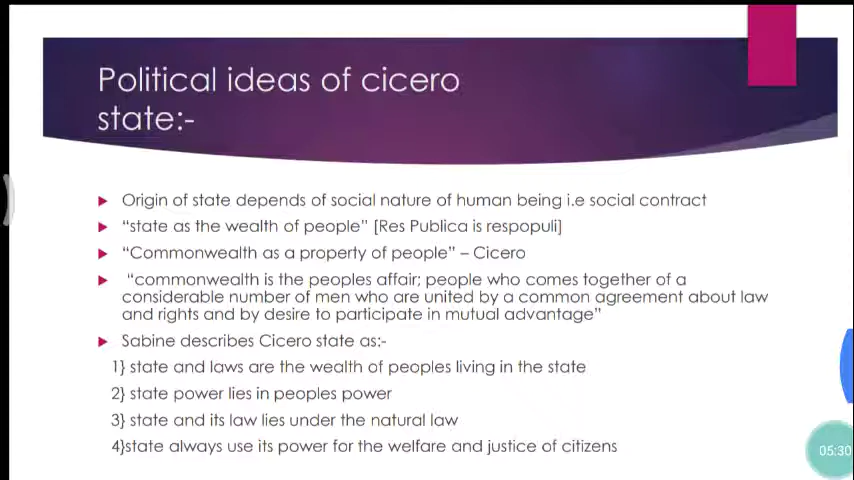 Political ideas of cicero
state:-
Origin of state depends of social nature of human being i.e social contract
“state as the wealth of people” [Res Publica is respopuli]
“Commonwealth as a property of people” – Cicero
“commonwealth is the peoples affair; people who comes together of a
considerable number of men who are united by a common agreement about law
and rights and by desire to participate in mutual advantage”
Sabine describes Cicero state as:-
1} state and laws are the wealth of peoples living in the state
2} state power lies in peoples power
3} state and its law lies under the natural law
4}state always use its power for the welfare and justice of citizens
05:30